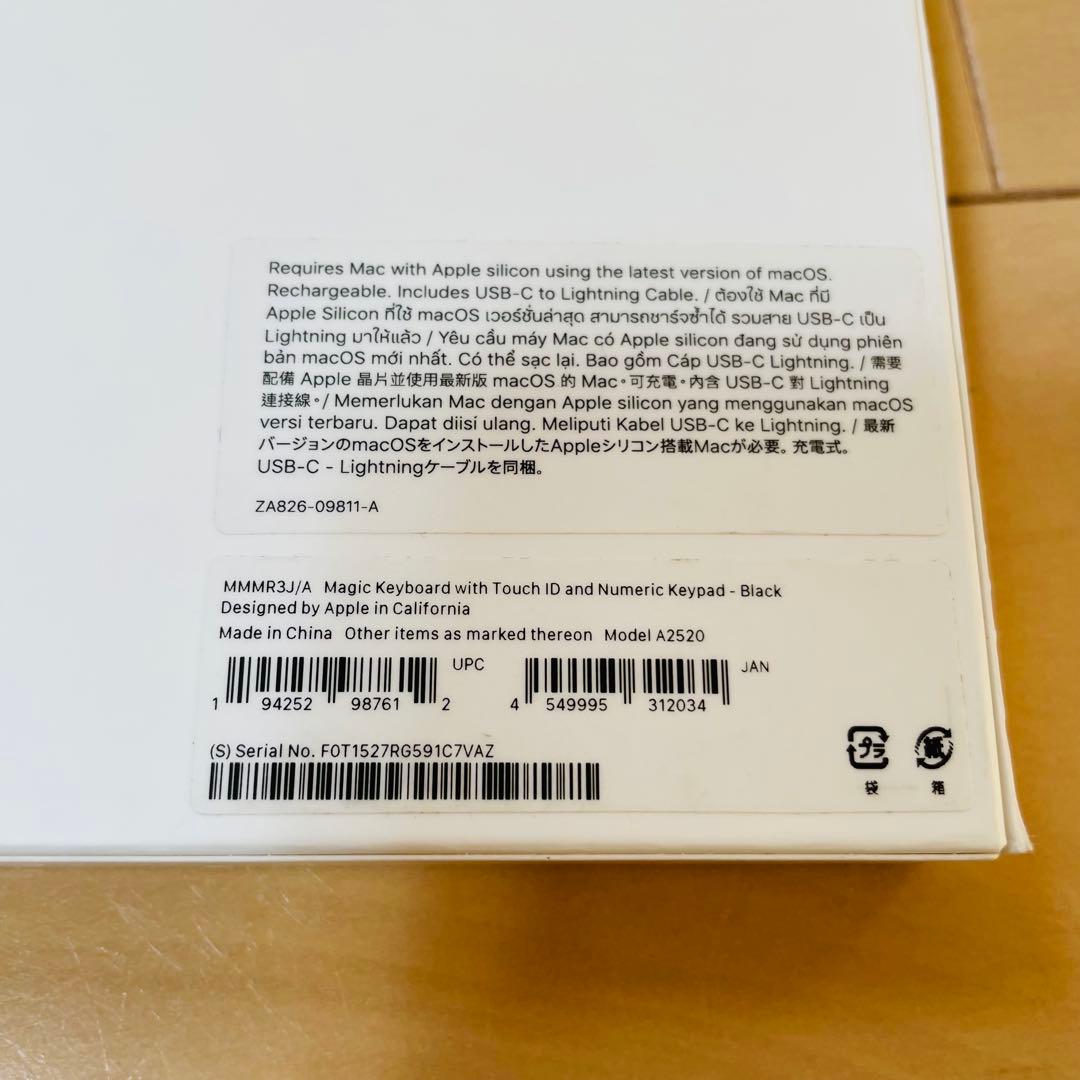 Requires Mac with Apple silicon using the latest version of macOS.
Rechargeable. Includes USB-C to Lightning Cable. / ต้องใช้ Mac ที่มี
Apple Silicon ที่ใช้ macOS เวอร์ชั่นล่าสุด สามารถชาร์จซ้ำได้ รวมสาย USB-C เป็น
Lightning มาให้แล้ว / Yêu cầu máy Mac có Apple silicon đang sử dụng phiên
bản macOS mới nhất. Có thể sạc lại. Bao gồm Cáp USB-C Lightning. / 需要
配備 Apple 晶片並使用最新版 macOS 的 Mac。可充電。內含 USB-C 對 Lightning
連接線。/ Memerlukan Mac dengan Apple silicon yang menggunakan macOS
versi terbaru. Dapat diisi ulang. Meliputi Kabel USB-C ke Lightning. / 最新
バージョンのmacOSをインストールしたAppleシリコン搭載Macが必要。充電式。
USB-C - Lightningケーブルを同梱。
ZA826-09811-A
MMMR3J/A Magic Keyboard with Touch ID and Numeric Keypad - Black
Designed by Apple in California
Made in China Other items as marked thereon Model A2520
UPC JAN
1 94252 98761 2 4 549995 312034
(S) Serial No. F0T1527RG591C7VAZ
プラ 紙
袋 箱